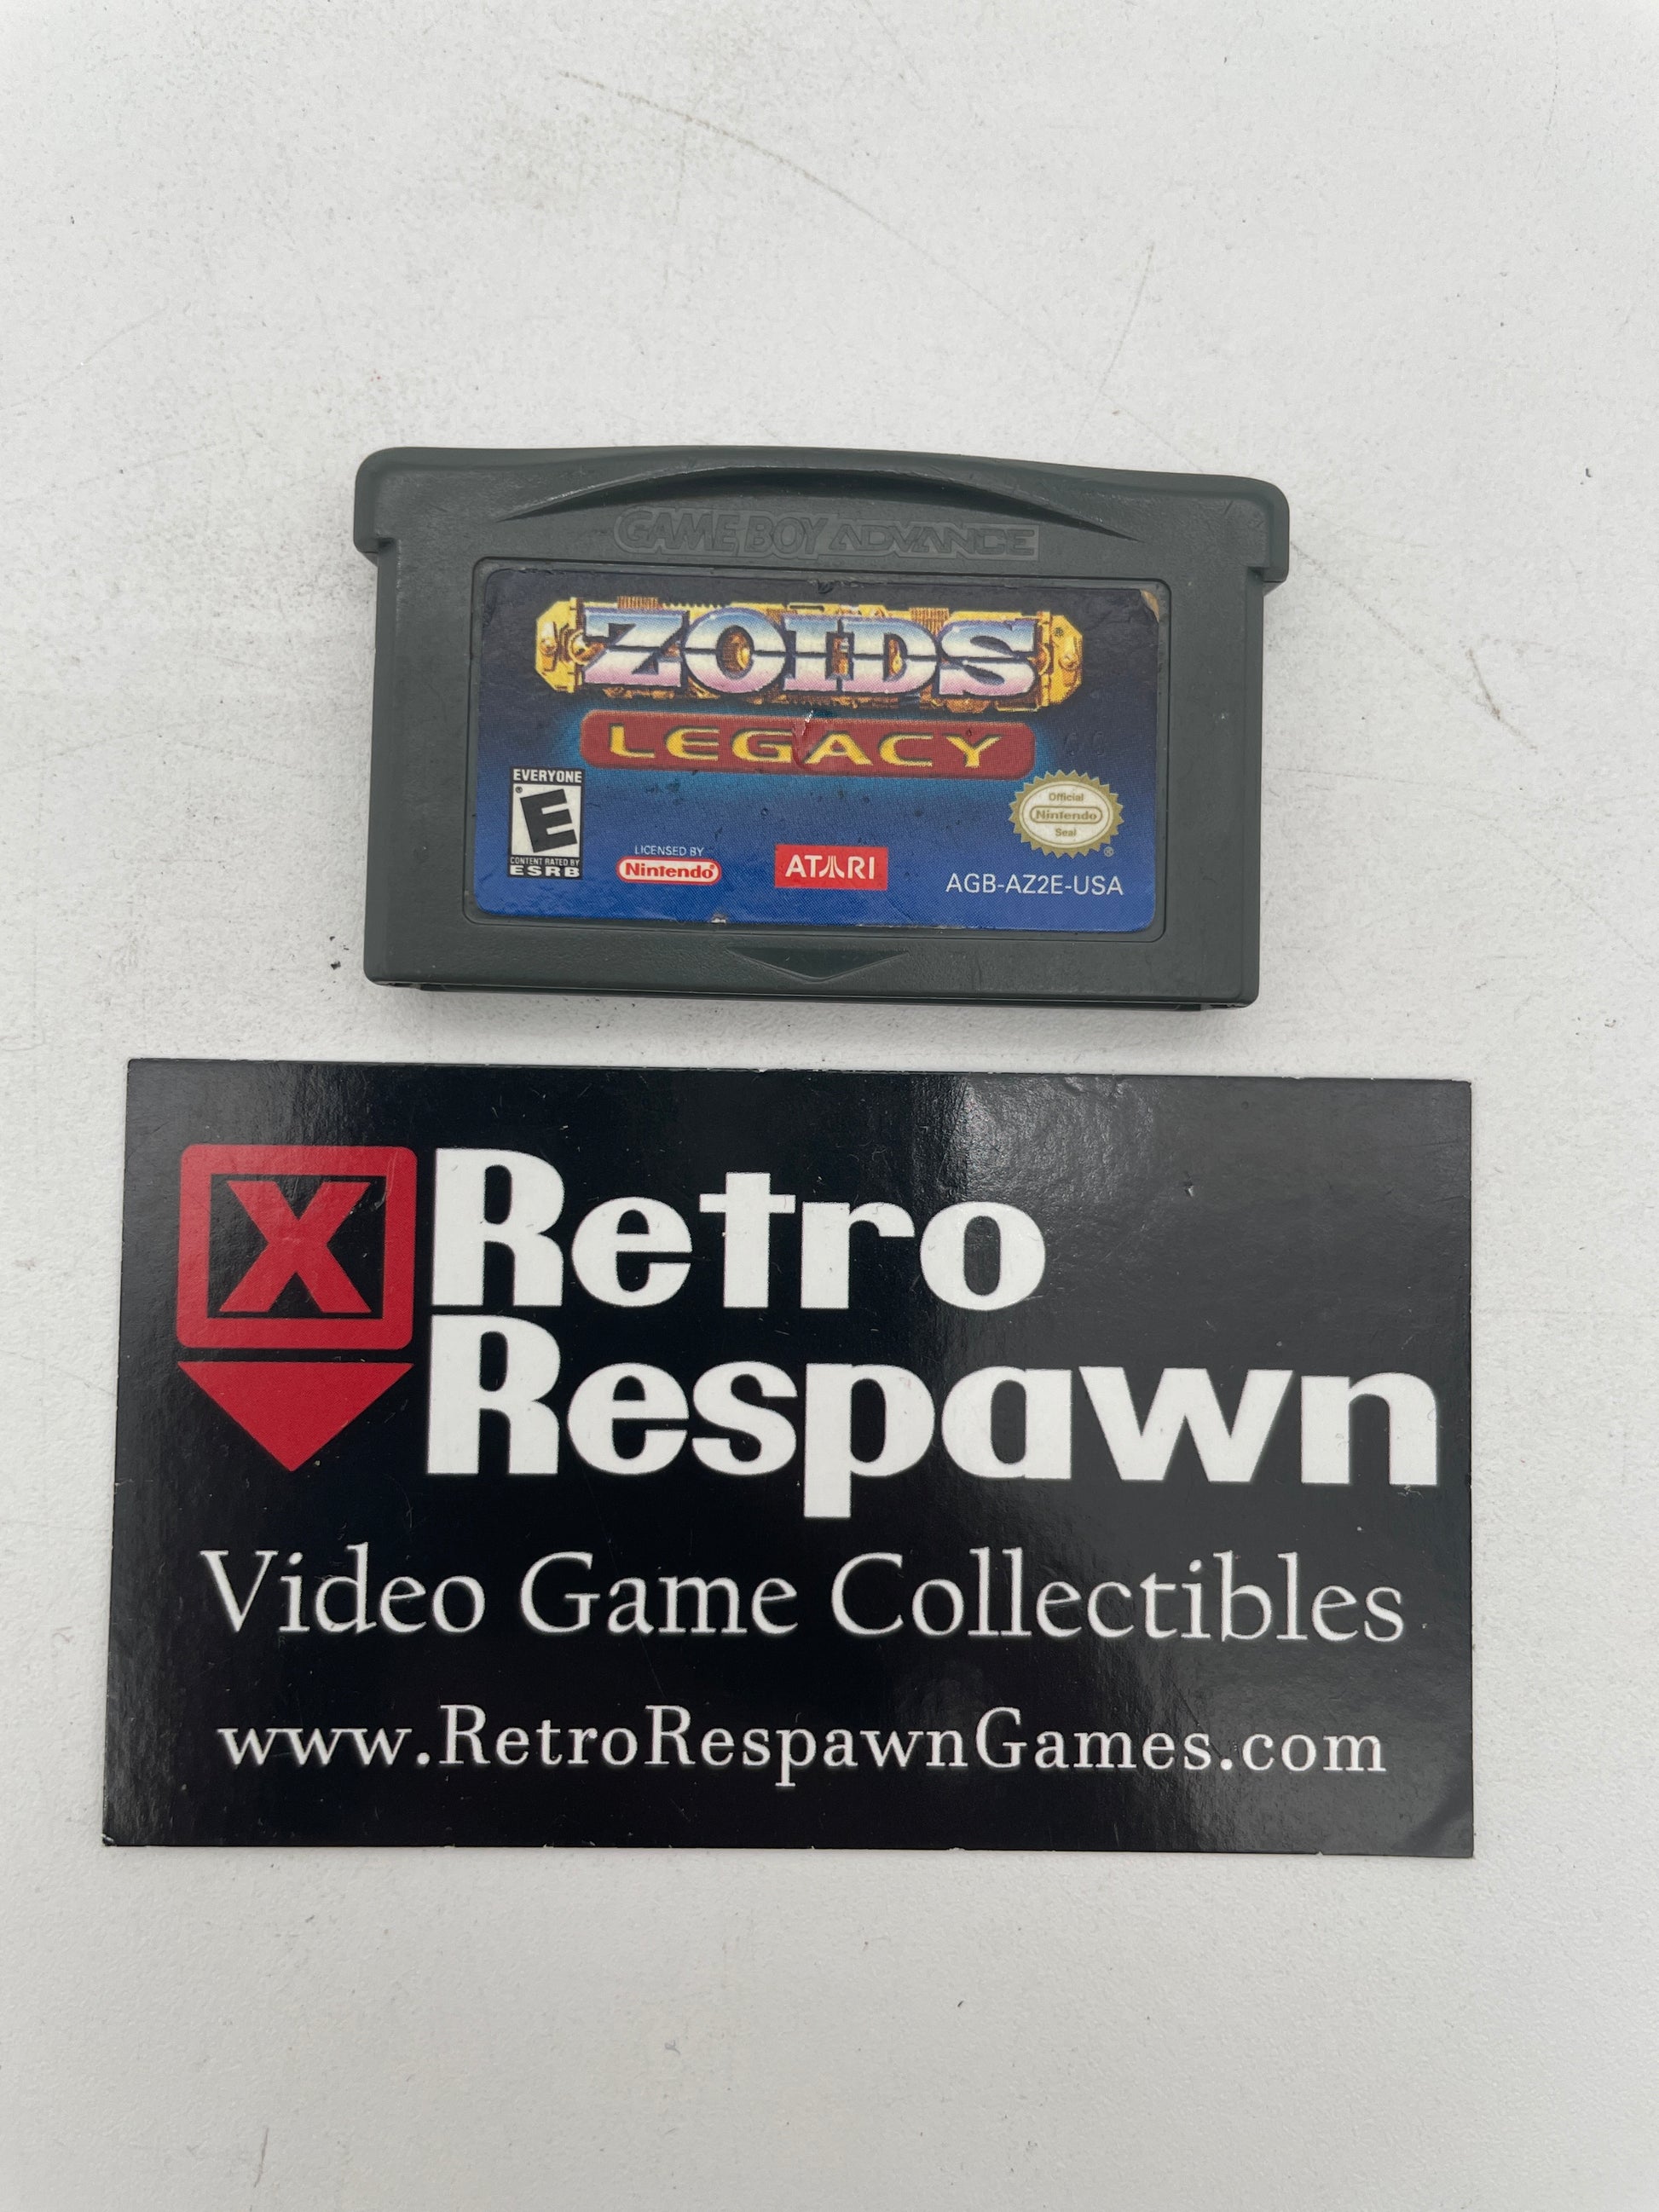 GAME BOY ADVANCE
ZOIDS
LEGACY
EVERYONE
E
CONTENT RATED BY
ESRB
LICENSED BY
Nintendo
ATARI
Official
Nintendo
Seal
AGB-AZ2E-USA
X
Retro
Respawn
Video Game Collectibles
www.RetroRespawnGames.com